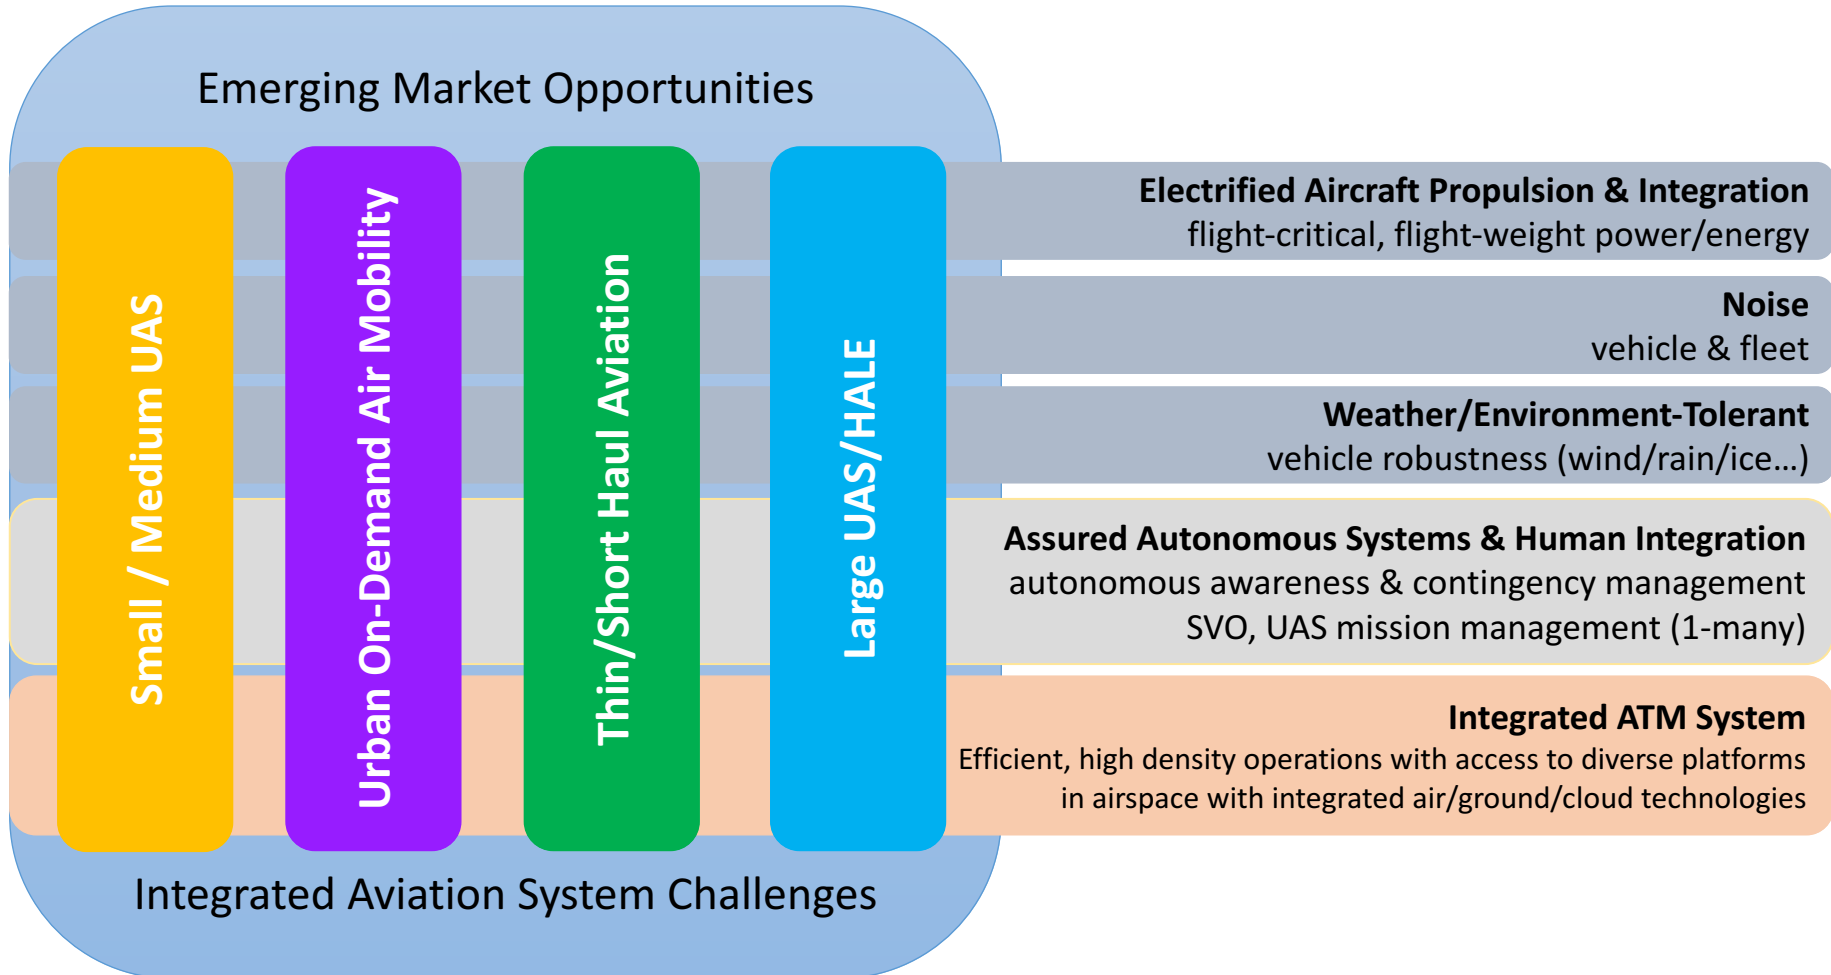 Emerging Market Opportunities
Small / Medium UAS
Urban On-Demand Air Mobility
Thin/Short Haul Aviation
Large UAS/HALE
Electrified Aircraft Propulsion & Integration
flight-critical, flight-weight power/energy
Noise
vehicle & fleet
Weather/Environment-Tolerant
vehicle robustness (wind/rain/ice…)
Assured Autonomous Systems & Human Integration
autonomous awareness & contingency management
SVO, UAS mission management (1-many)
Integrated ATM System
Efficient, high density operations with access to diverse platforms
in airspace with integrated air/ground/cloud technologies
Integrated Aviation System Challenges